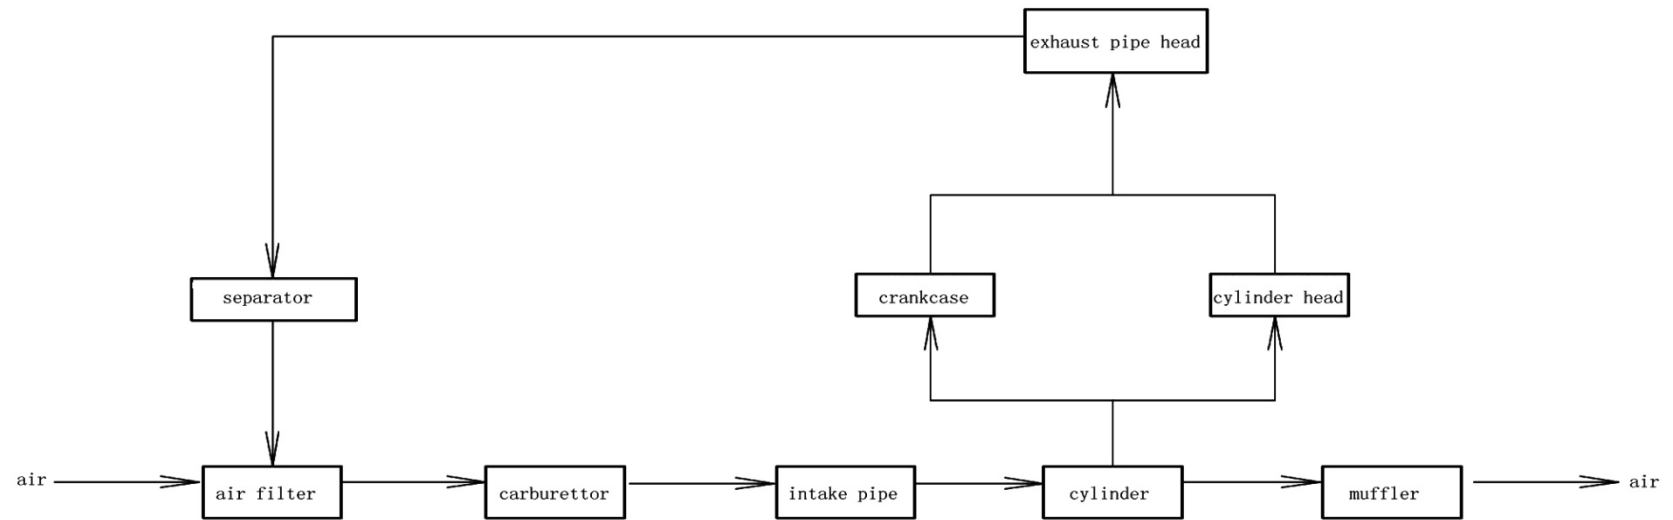 exhaust pipe head
separator
crankcase
cylinder head
air
air filter
carburettor
intake pipe
cylinder
muffler
air